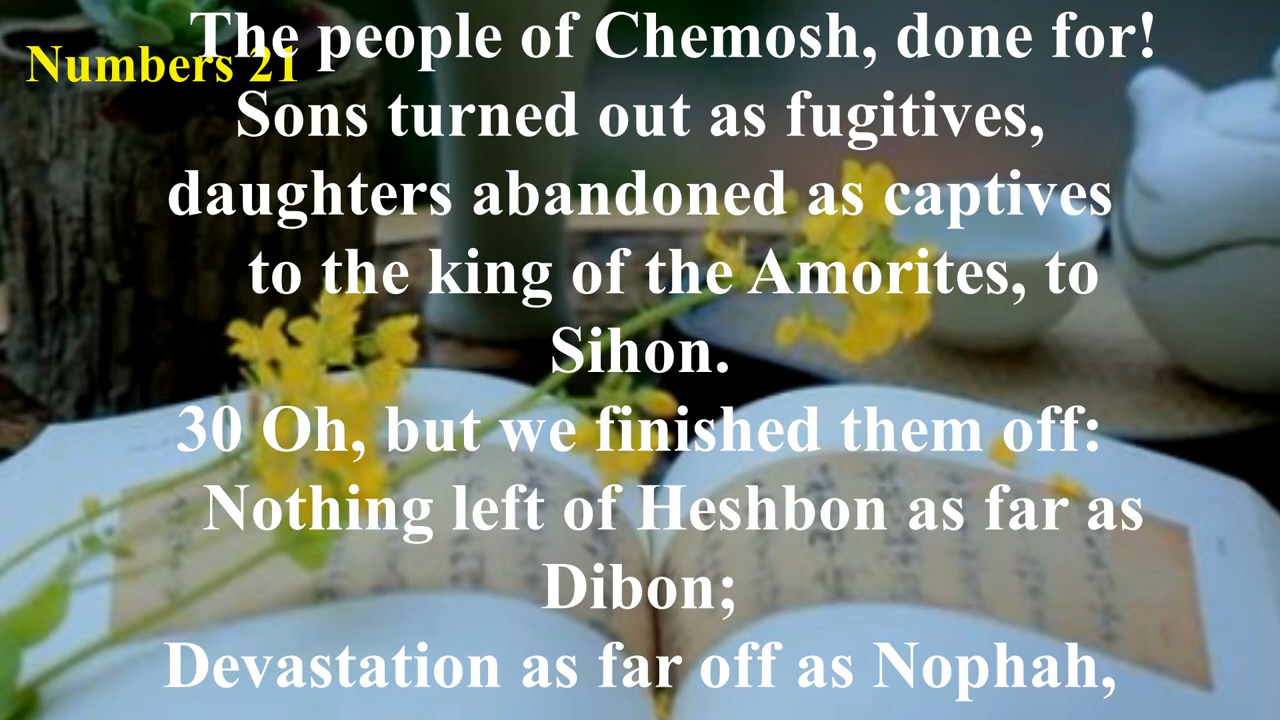 Numbers 21
The people of Chemosh, done for!
Sons turned out as fugitives,
daughters abandoned as captives
to the king of the Amorites, to
Sihon.
30 Oh, but we finished them off:
Nothing left of Heshbon as far as
Dibon;
Devastation as far off as Nophah,